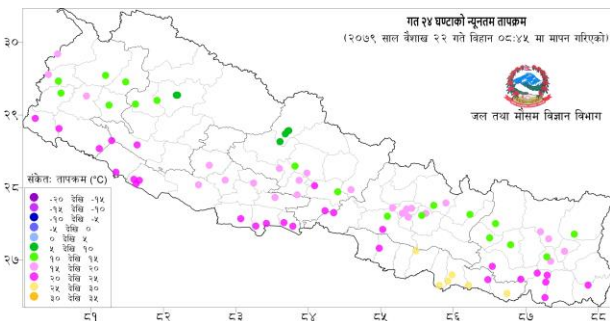 गत २४ घण्टाको न्यूनतम तापक्रम
(२०७९ साल बैशाख २२ गते विहान ०८:४५ मा मापन गरिएको)
जल तथा मौसम विज्ञान विभाग
३०
२९
२८
२७
संकेतः तापक्रम (°C)
-२० देखि -१५
-१५ देखि -१०
-१० देखि -५
-५ देखि ०
० देखि ५
५ देखि १०
१० देखि १५
१५ देखि २०
२० देखि २५
२५ देखि ३०
३० देखि ३५
८१ ८२ ८३ ८४ ८५ ८६ ८७ ८८